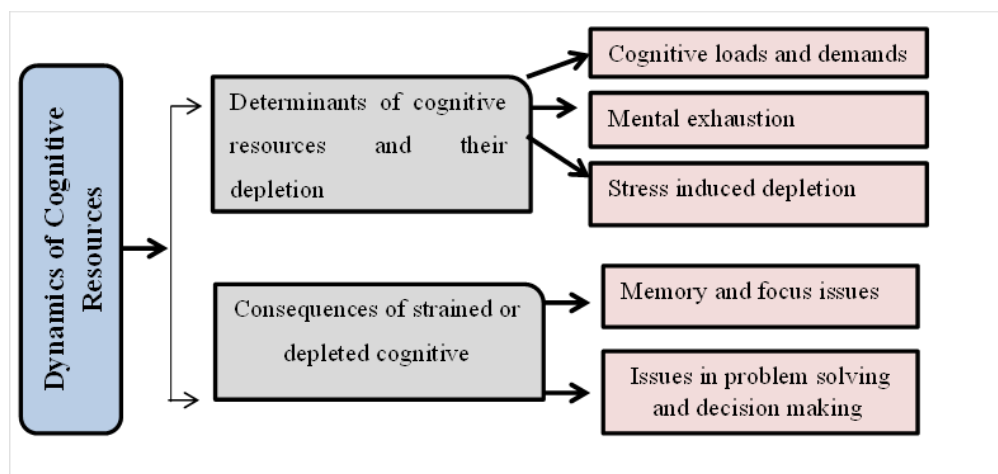 Dynamics of Cognitive
Resources
Determinants of cognitive
resources and their
depletion
Cognitive loads and demands
Mental exhaustion
Stress induced depletion
Consequences of strained or
depleted cognitive
Memory and focus issues
Issues in problem solving
and decision making